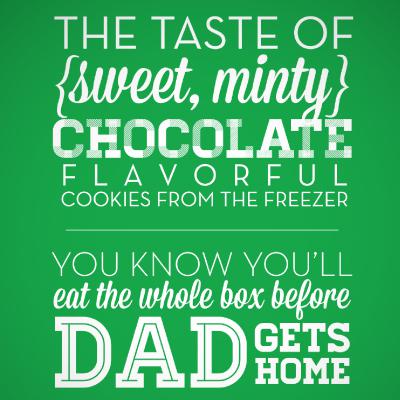 THE TASTE OF
{sweet, minty}
CHOCOLATE
FLAVORFUL
COOKIES FROM THE FREEZER
YOU KNOW YOU'LL
eat the whole box before
DAD GETS
HOME